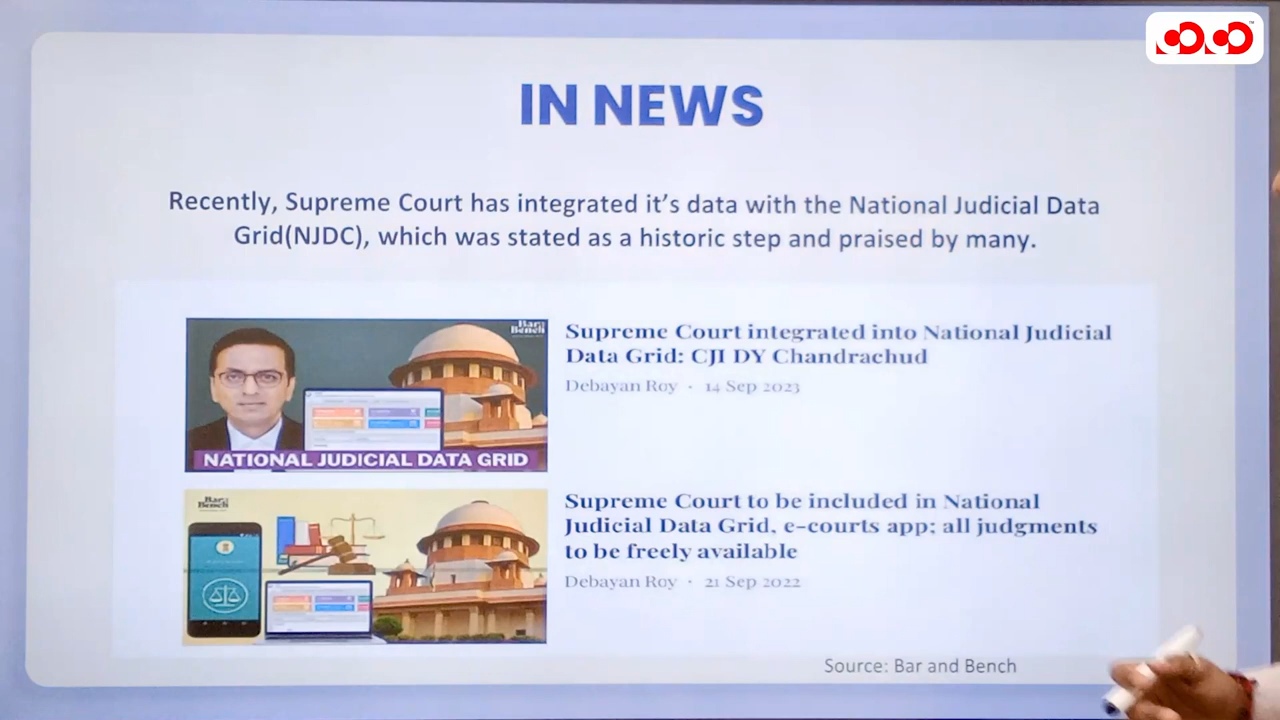 IN NEWS
Recently, Supreme Court has integrated it's data with the National Judicial Data
Grid(NJDC), which was stated as a historic step and praised by many.
Bar and
Bench
NATIONAL JUDICIAL DATA GRID
Supreme Court integrated into National Judicial
Data Grid: CJI DY Chandrachud
Debayan Roy · 14 Sep 2023
Bar and
Bench
Supreme Court to be included in National
Judicial Data Grid, e-courts app; all judgments
to be freely available
Debayan Roy · 21 Sep 2022
Source: Bar and Bench